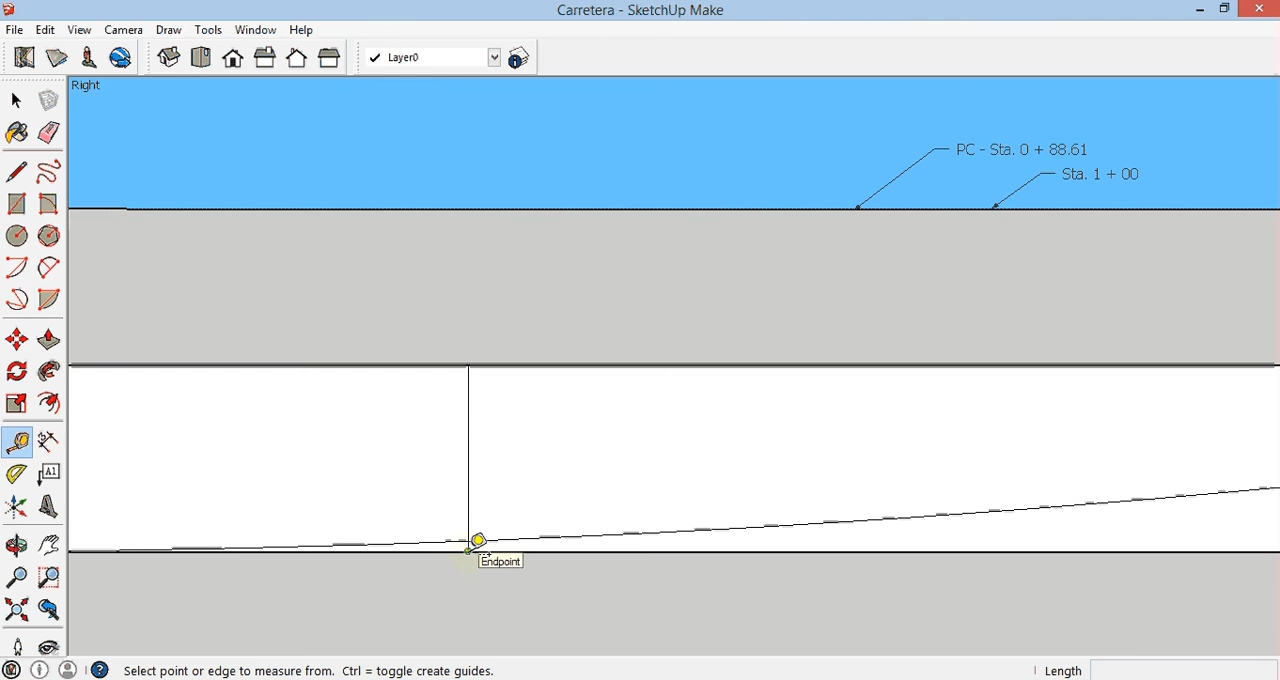 Carretera - SketchUp Make
File Edit View Camera Draw Tools Window Help
Layer0
Right
PC - Sta. 0 + 88.61
Sta. 1 + 00
A1
Endpoint
Select point or edge to measure from. Ctrl = toggle create guides.
Length